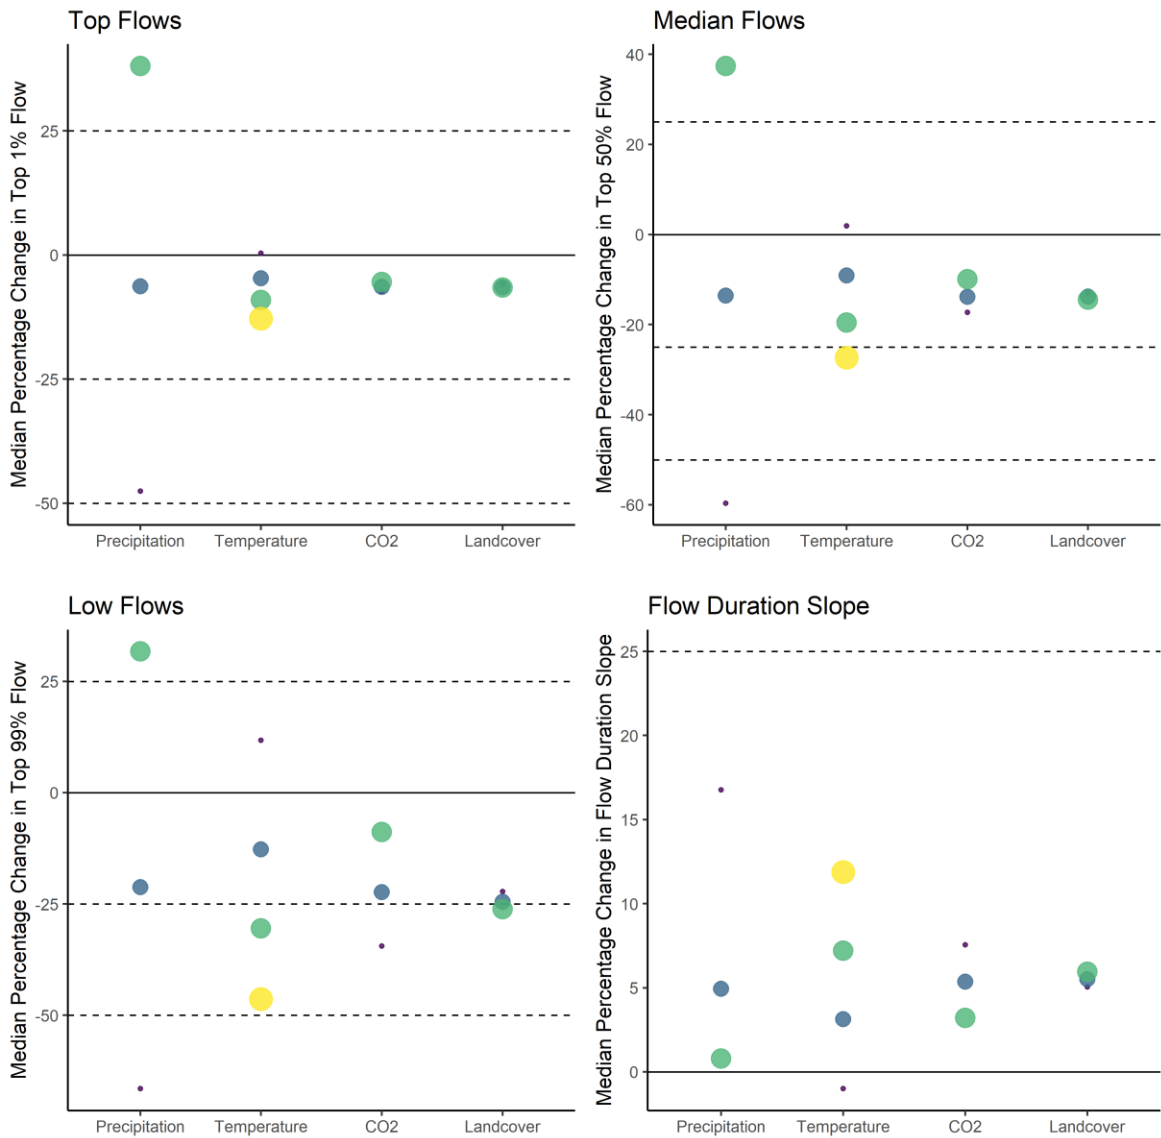 Top Flows
Median Percentage Change in Top 1% Flow
25
0
-25
-50
Precipitation Temperature CO2 Landcover
Median Flows
Median Percentage Change in Top 50% Flow
40
20
0
-20
-40
-60
Precipitation Temperature CO2 Landcover
Low Flows
Median Percentage Change in Top 99% Flow
25
0
-25
-50
Precipitation Temperature CO2 Landcover
Flow Duration Slope
Median Percentage Change in Flow Duration Slope
25
20
15
10
5
0
Precipitation Temperature CO2 Landcover